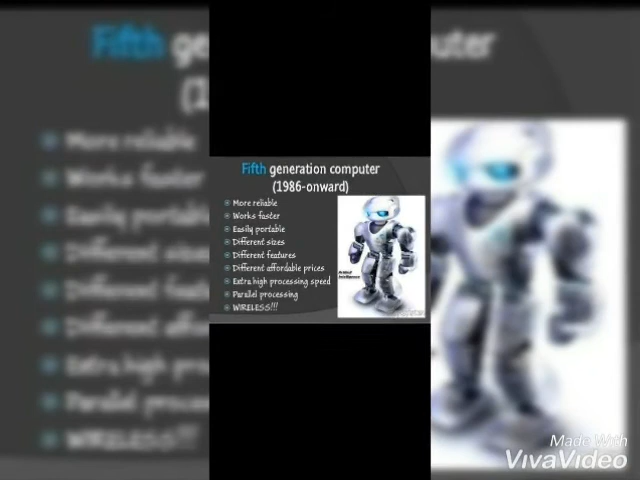 Fifth generation computer
(1986-onward)
More reliable
Works faster
Easily portable
Different sizes
Different features
Different affordable prices
Extra high processing speed
Parallel processing
WIRELESS!!!
Made With
VivaVideo